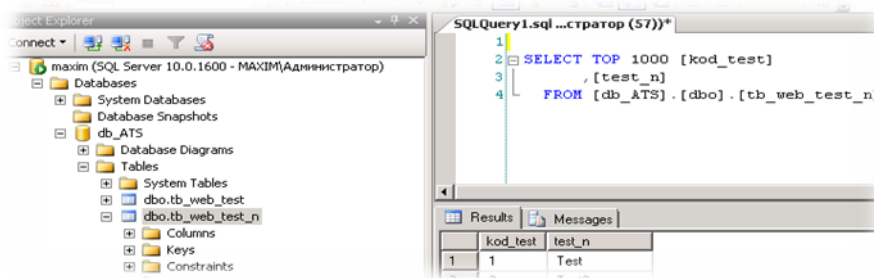 Object Explorer
Connect
maxim (SQL Server 10.0.1600 - MAXIM\Администратор)
Databases
System Databases
Database Snapshots
db_ATS
Database Diagrams
Tables
System Tables
dbo.tb_web_test
dbo.tb_web_test_n
Columns
Keys
Constraints
SQLQuery1.sql ...стратор (57))*
1
2 SELECT TOP 1000 [kod_test]
3 ,[test_n]
4 FROM [db_ATS].[dbo].[tb_web_test_n]
Results Messages
kod_test test_n
1 1 Test